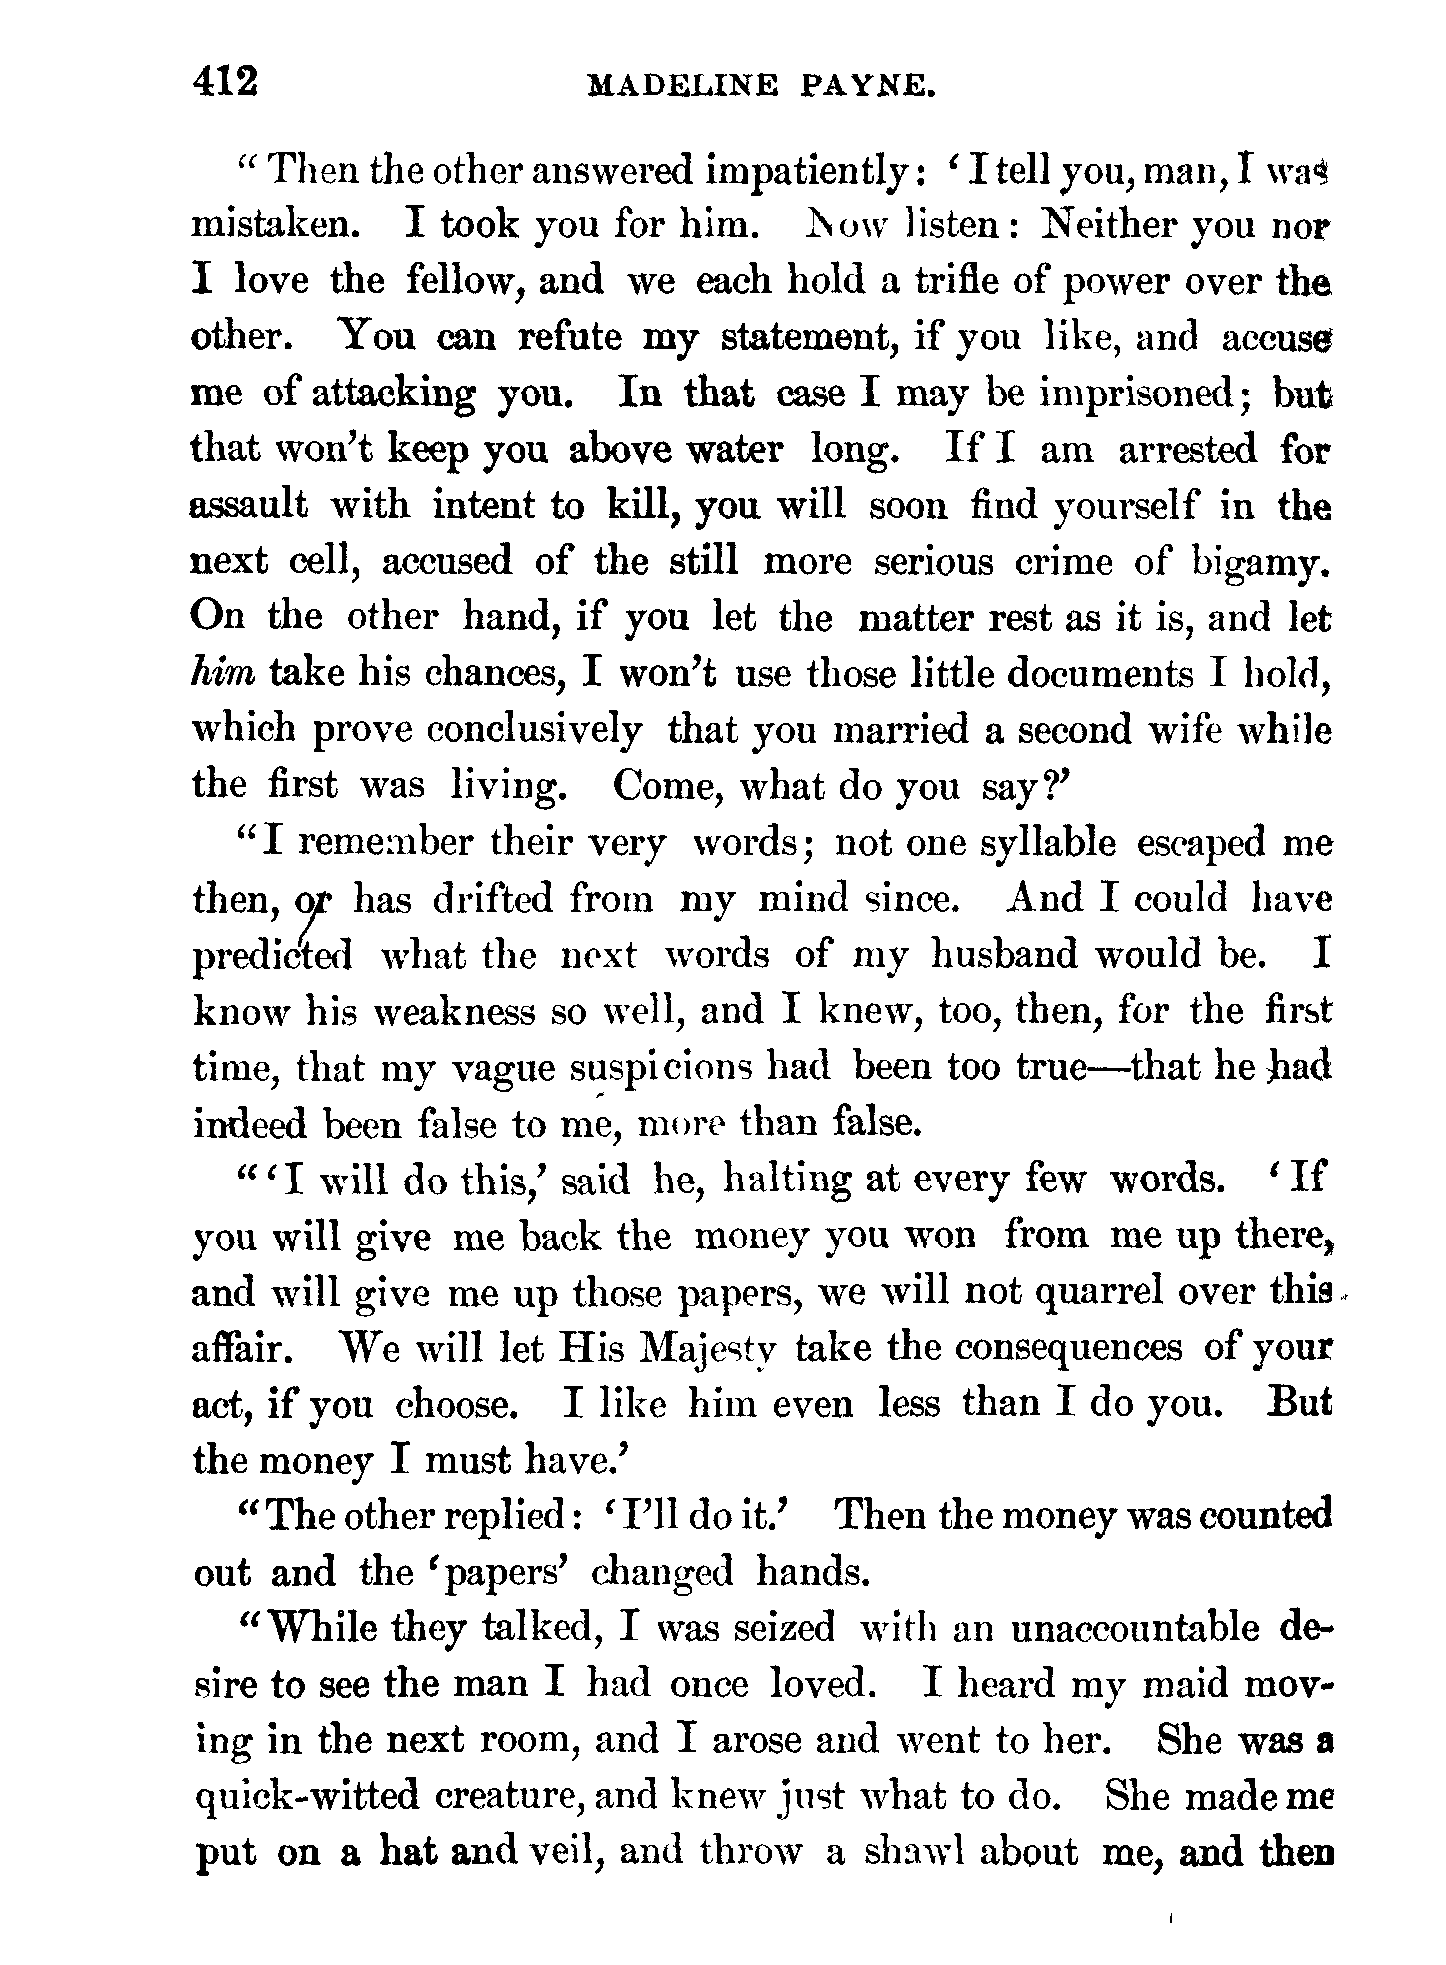 412 MADELINE PAYNE.
“ Then the other answered impatiently: ‘ I tell you, man, I was
mistaken. I took you for him. Now listen: Neither you nor
I love the fellow, and we each hold a trifle of power over the
other. You can refute my statement, if you like, and accuse
me of attacking you. In that case I may be imprisoned; but
that won’t keep you above water long. If I am arrested for
assault with intent to kill, you will soon find yourself in the
next cell, accused of the still more serious crime of bigamy.
On the other hand, if you let the matter rest as it is, and let
him take his chances, I won’t use those little documents I hold,
which prove conclusively that you married a second wife while
the first was living. Come, what do you say?’
“I remember their very words; not one syllable escaped me
then, or has drifted from my mind since. And I could have
predicted what the next words of my husband would be. I
know his weakness so well, and I knew, too, then, for the first
time, that my vague suspicions had been too true—that he had
indeed been false to me, more than false.
“‘I will do this,’ said he, halting at every few words. ‘ If
you will give me back the money you won from me up there,
and will give me up those papers, we will not quarrel over this
affair. We will let His Majesty take the consequences of your
act, if you choose. I like him even less than I do you. But
the money I must have.’
“The other replied: ‘I’ll do it.’ Then the money was counted
out and the ‘papers’ changed hands.
“While they talked, I was seized with an unaccountable de-
sire to see the man I had once loved. I heard my maid mov-
ing in the next room, and I arose and went to her. She was a
quick-witted creature, and knew just what to do. She made me
put on a hat and veil, and throw a shawl about me, and then